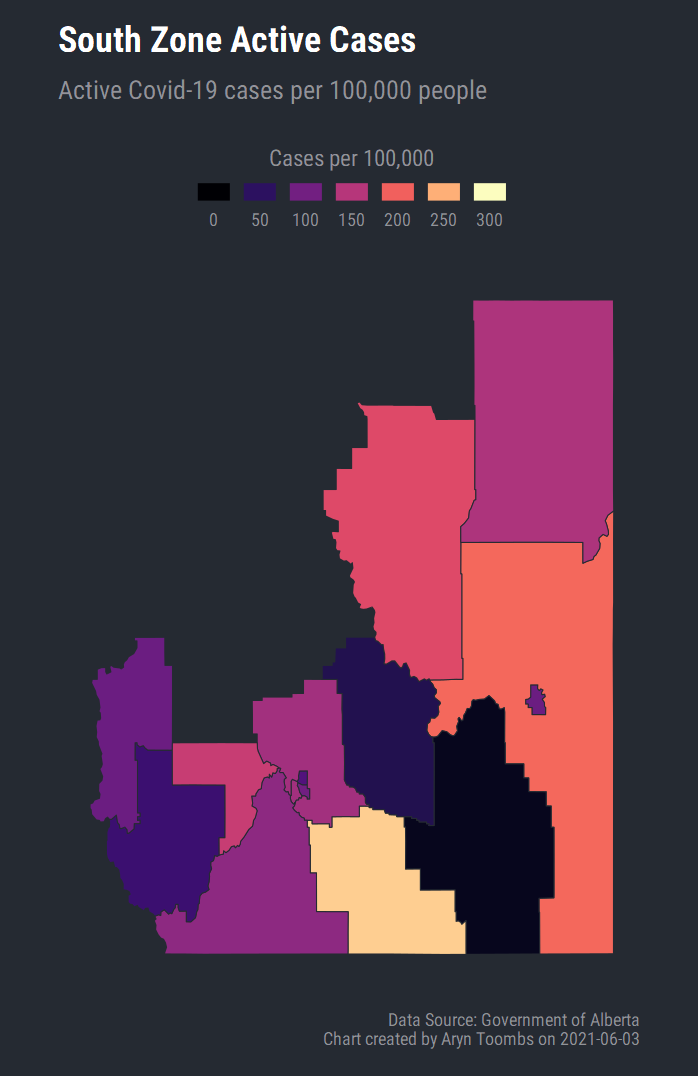 South Zone Active Cases
Active Covid-19 cases per 100,000 people
Cases per 100,000
0 50 100 150 200 250 300
Data Source: Government of Alberta
Chart created by Aryn Toombs on 2021-06-03